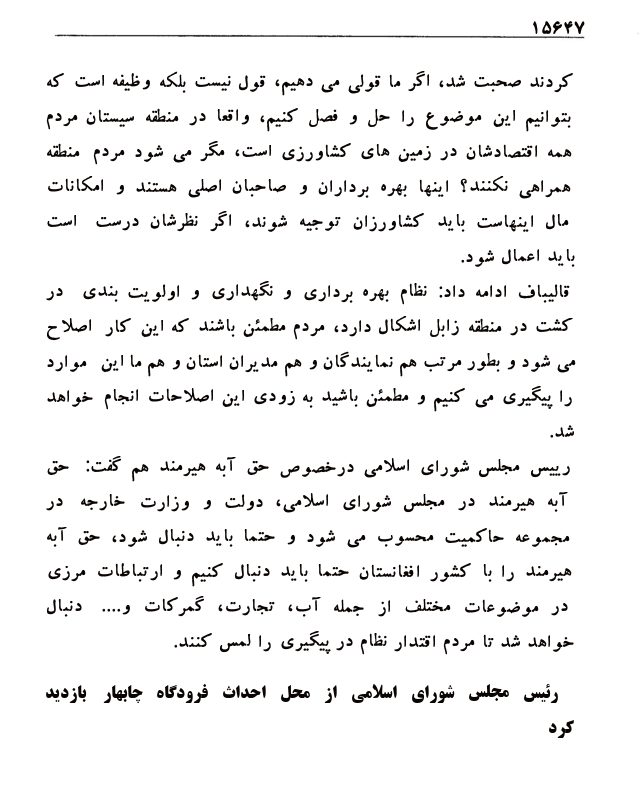 ۱۵۶۴۷
کردند صحبت شد، اگر ما قولی می دهیم، قول نیست بلکه وظیفه است که
بتوانیم این موضوع را حل و فصل کنیم، واقعا در منطقه سیستان مردم
همه اقتصادشان در زمین های کشاورزی است، مگر می شود مردم منطقه
همراهی نکنند؟ اینها بهره برداران و صاحبان اصلی هستند و امکانات
مال اینهاست باید کشاورزان توجیه شوند، اگر نظرشان درست است
باید اعمال شود.
قالیباف ادامه داد: نظام بهره برداری و نگهداری و اولویت بندی در
کشت در منطقه زابل اشکال دارد، مردم مطمئن باشند که این کار اصلاح
می شود و بطور مرتب هم نمایندگان و هم مدیران استان و هم ما این موارد
را پیگیری می کنیم و مطمئن باشید به زودی این اصلاحات انجام خواهد
شد.
رییس مجلس شورای اسلامی درخصوص حق آبه هیرمند هم گفت: حق
آبه هیرمند در مجلس شورای اسلامی، دولت و وزارت خارجه در
مجموعه حاکمیت محسوب می شود و حتما باید دنبال شود، حق آبه
هیرمند را با کشور افغانستان حتما باید دنبال کنیم و ارتباطات مرزی
در موضوعات مختلف از جمله آب، تجارت، گمرکات و.... دنبال
خواهد شد تا مردم اقتدار نظام در پیگیری را لمس کنند.
رئیس مجلس شورای اسلامی از محل احداث فرودگاه چابهار بازدید
کرد